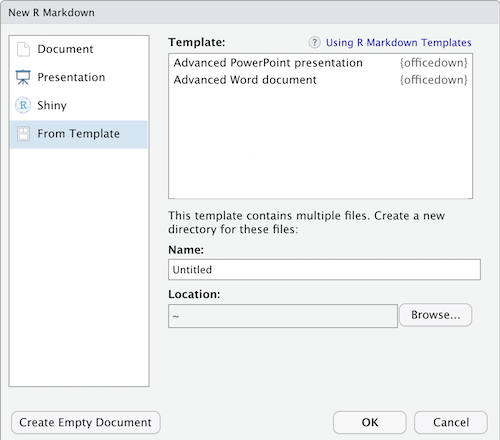 New R Markdown
Document
Presentation
R Shiny
From Template
Template:
? Using R Markdown Templates
Advanced PowerPoint presentation {officedown}
Advanced Word document {officedown}
This template contains multiple files. Create a new
directory for these files:
Name:
Untitled
Location:
~
Browse...
Create Empty Document
OK
Cancel